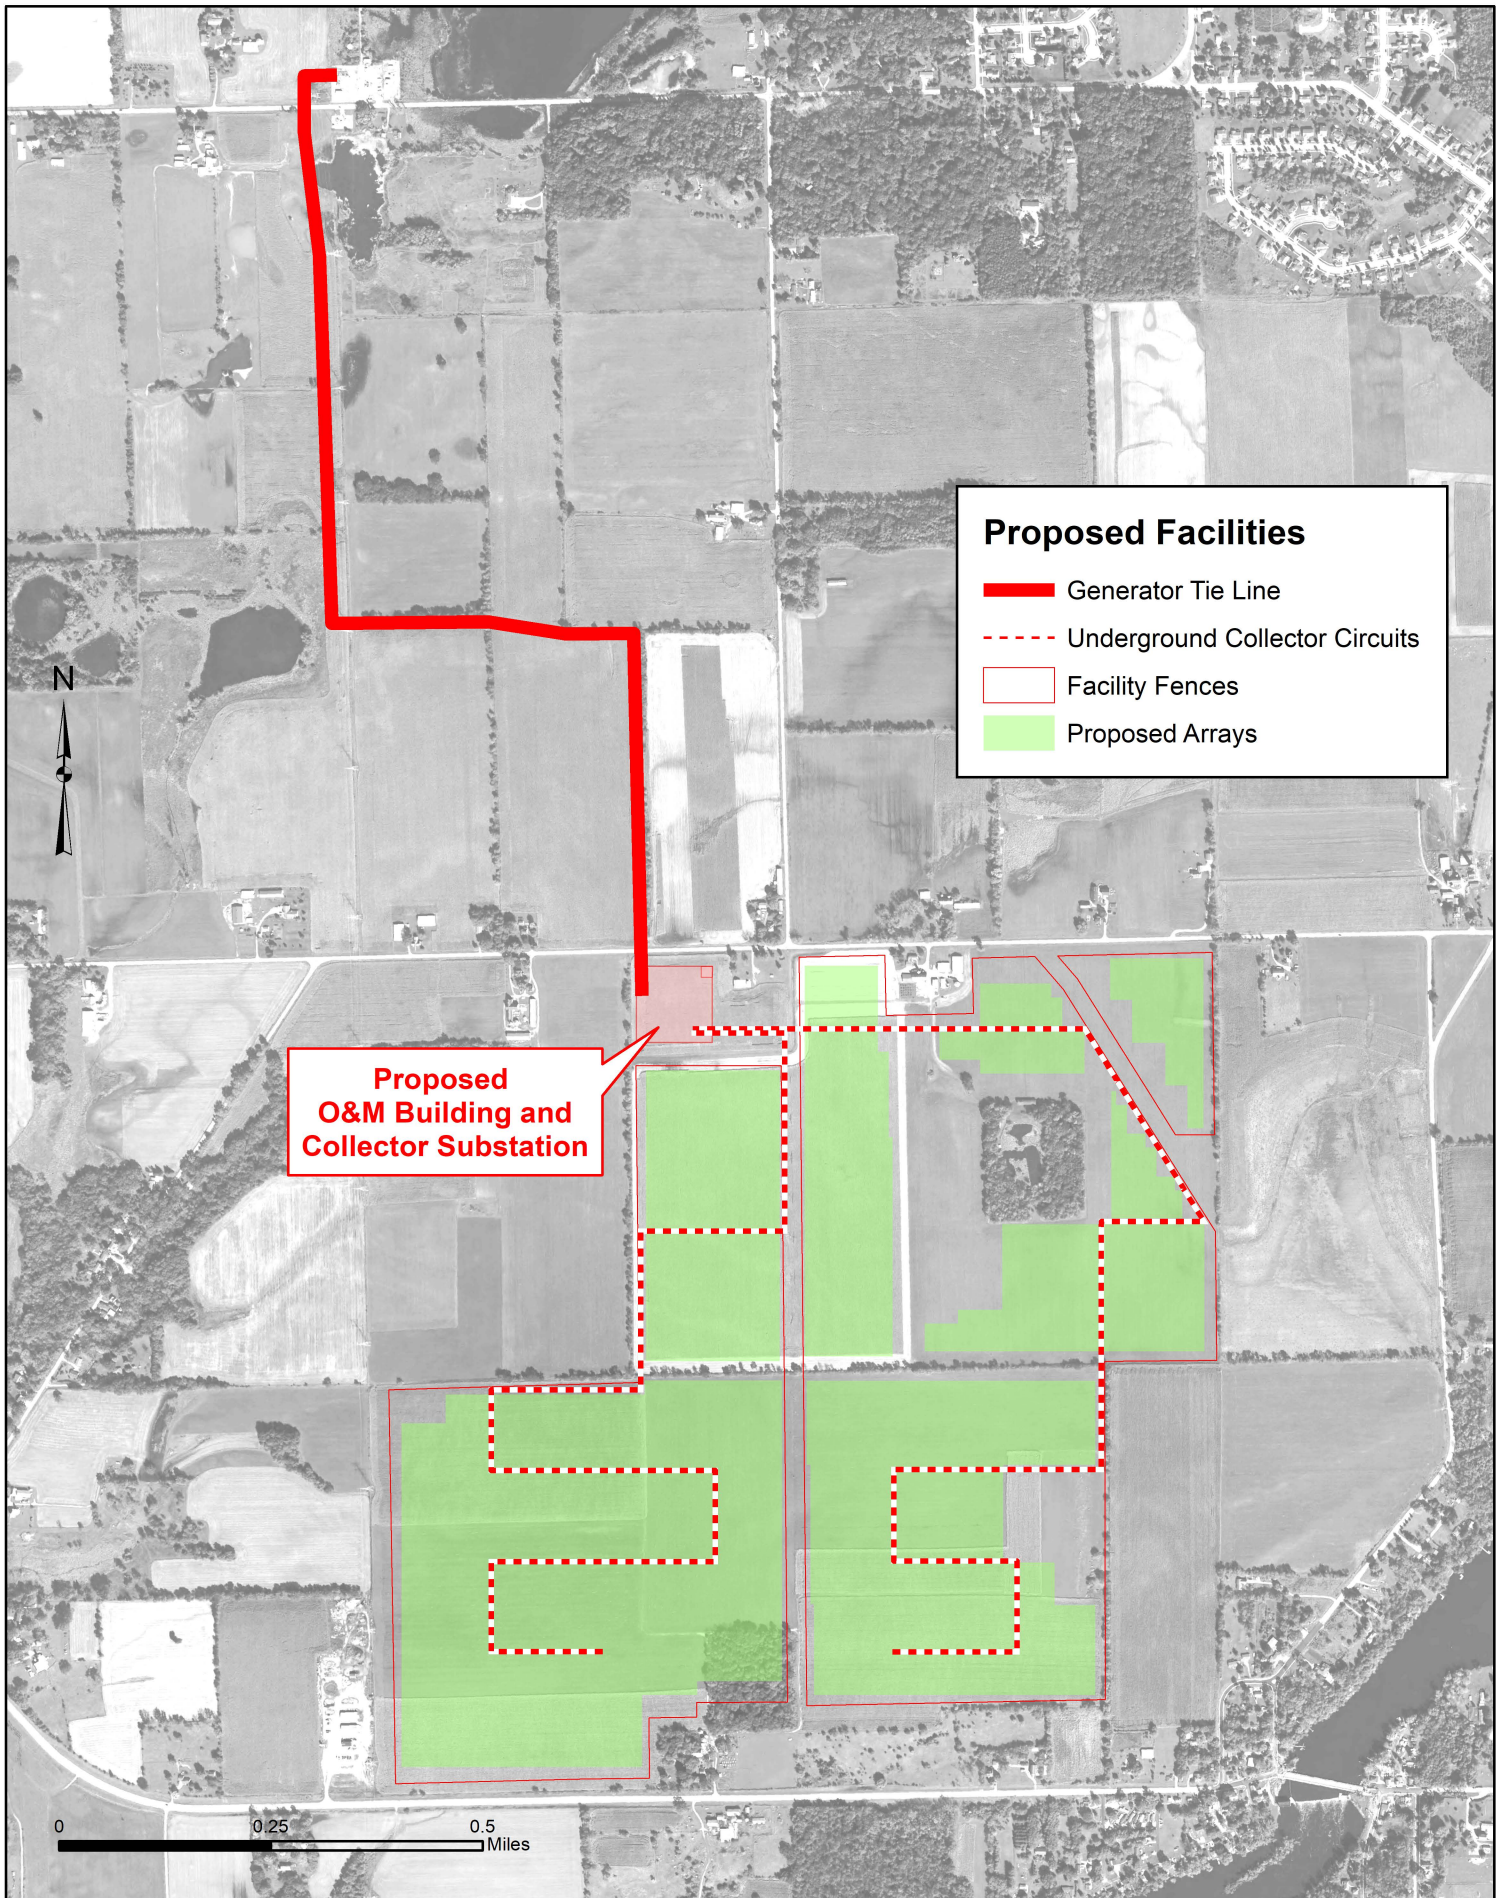 Proposed Facilities
Generator Tie Line
Underground Collector Circuits
Facility Fences
Proposed Arrays
N
Proposed
O&M Building and
Collector Substation
0 0.25 0.5
Miles